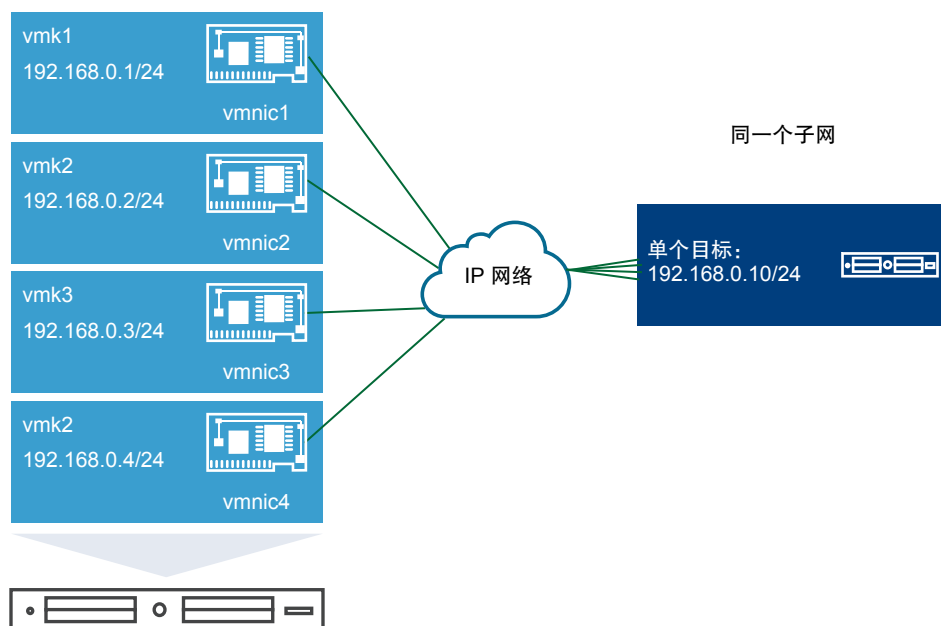 vmk1
192.168.0.1/24
vmnic1
vmk2
192.168.0.2/24
vmnic2
vmk3
192.168.0.3/24
vmnic3
vmk2
192.168.0.4/24
vmnic4
IP 网络
同一个子网
单个目标：
192.168.0.10/24